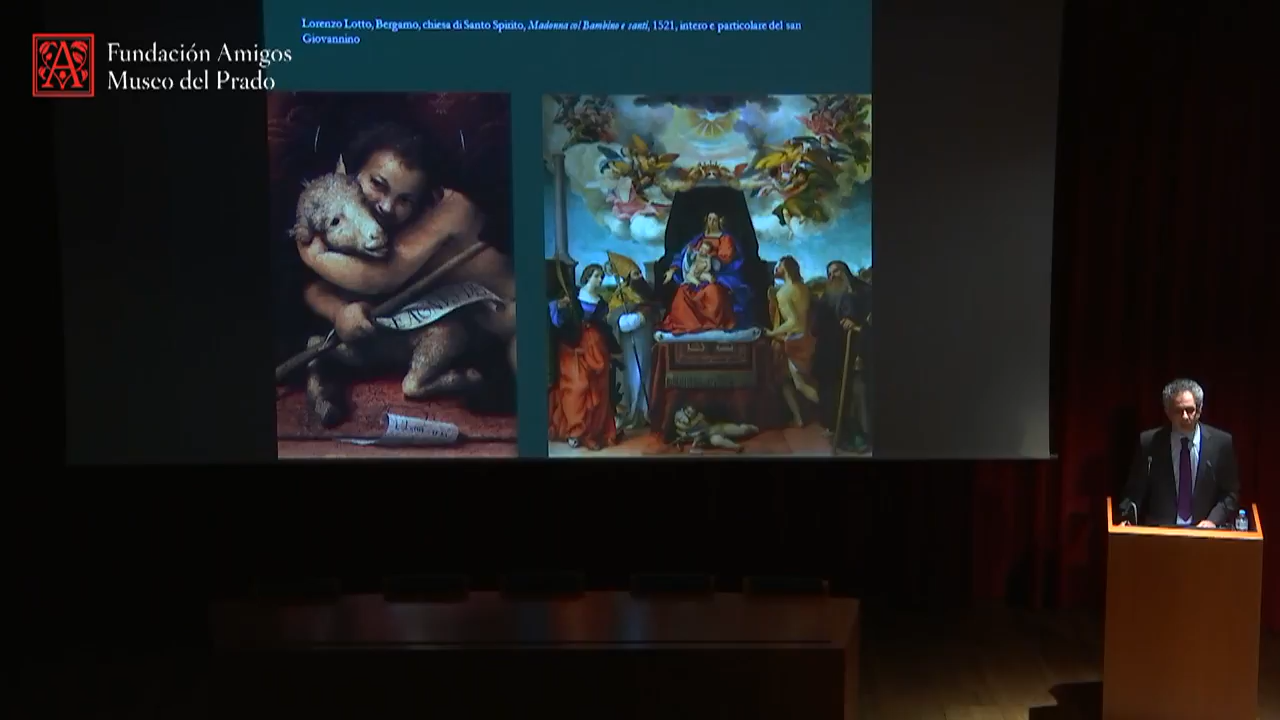 Lorenzo Lotto, Bergamo, chiesa di Santo Spirito, Madonna col Bambino e santi, 1521, intero e particolare del san
Giovannino
Fundación Amigos
Museo del Prado